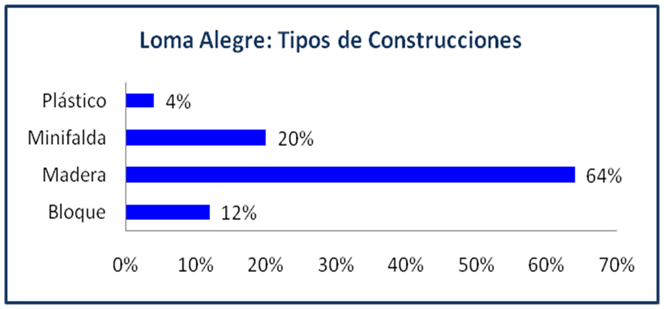 Loma Alegre: Tipos de Construcciones
Plástico 4%
Minifalda 20%
Madera 64%
Bloque 12%
0% 10% 20% 30% 40% 50% 60% 70%